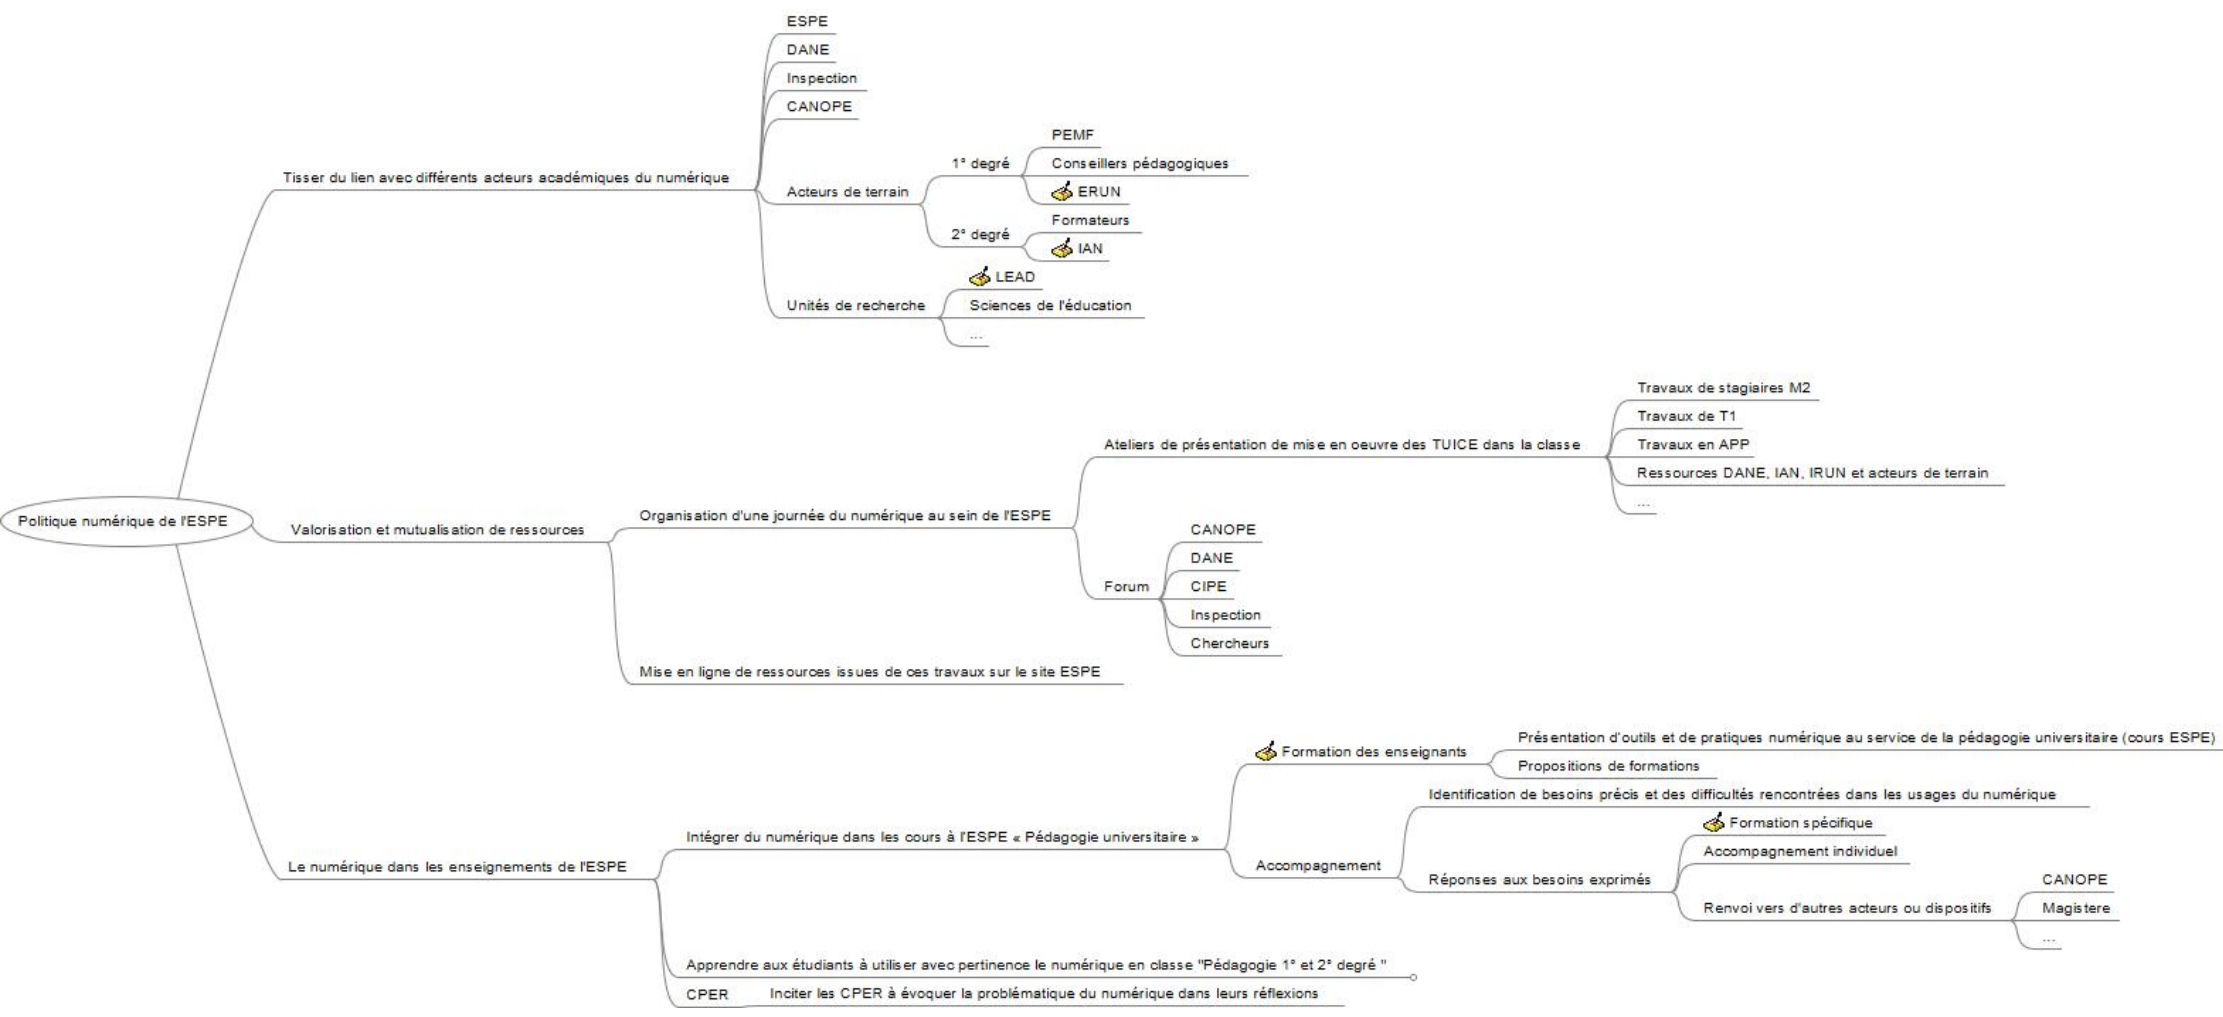 ESPE
DANE
Inspection
CANOPE
PEMF
1° degré
Conseillers pédagogiques
Tisser du lien avec différents acteurs académiques du numérique
Acteurs de terrain
ERUN
Formateurs
2° degré
IAN
LEAD
Unités de recherche
Sciences de l'éducation
...
Travaux de stagiaires M2
Travaux de T1
Ateliers de présentation de mise en oeuvre des TUICE dans la classe
Travaux en APP
Ressources DANE, IAN, IRUN et acteurs de terrain
...
Politique numérique de l'ESPE
Valorisation et mutualisation de ressources
Organisation d'une journée du numérique au sein de l'ESPE
CANOPE
DANE
Forum
CIPE
Inspection
Chercheurs
Mise en ligne de ressources issues de ces travaux sur le site ESPE
Formation des enseignants
Présentation d'outils et de pratiques numérique au service de la pédagogie universitaire (cours ESPE)
Propositions de formations
Identification de besoins précis et des difficultés rencontrées dans les usages du numérique
Intégrer du numérique dans les cours à l'ESPE « Pédagogie universitaire »
Formation spécifique
Accompagnement individuel
Le numérique dans les enseignements de l'ESPE
Accompagnement
Réponses aux besoins exprimés
CANOPE
Renvoi vers d'autres acteurs ou dispositifs
Magistere
...
Apprendre aux étudiants à utiliser avec pertinence le numérique en classe "Pédagogie 1° et 2° degré "
CPER
Inciter les CPER à évoquer la problématique du numérique dans leurs réflexions